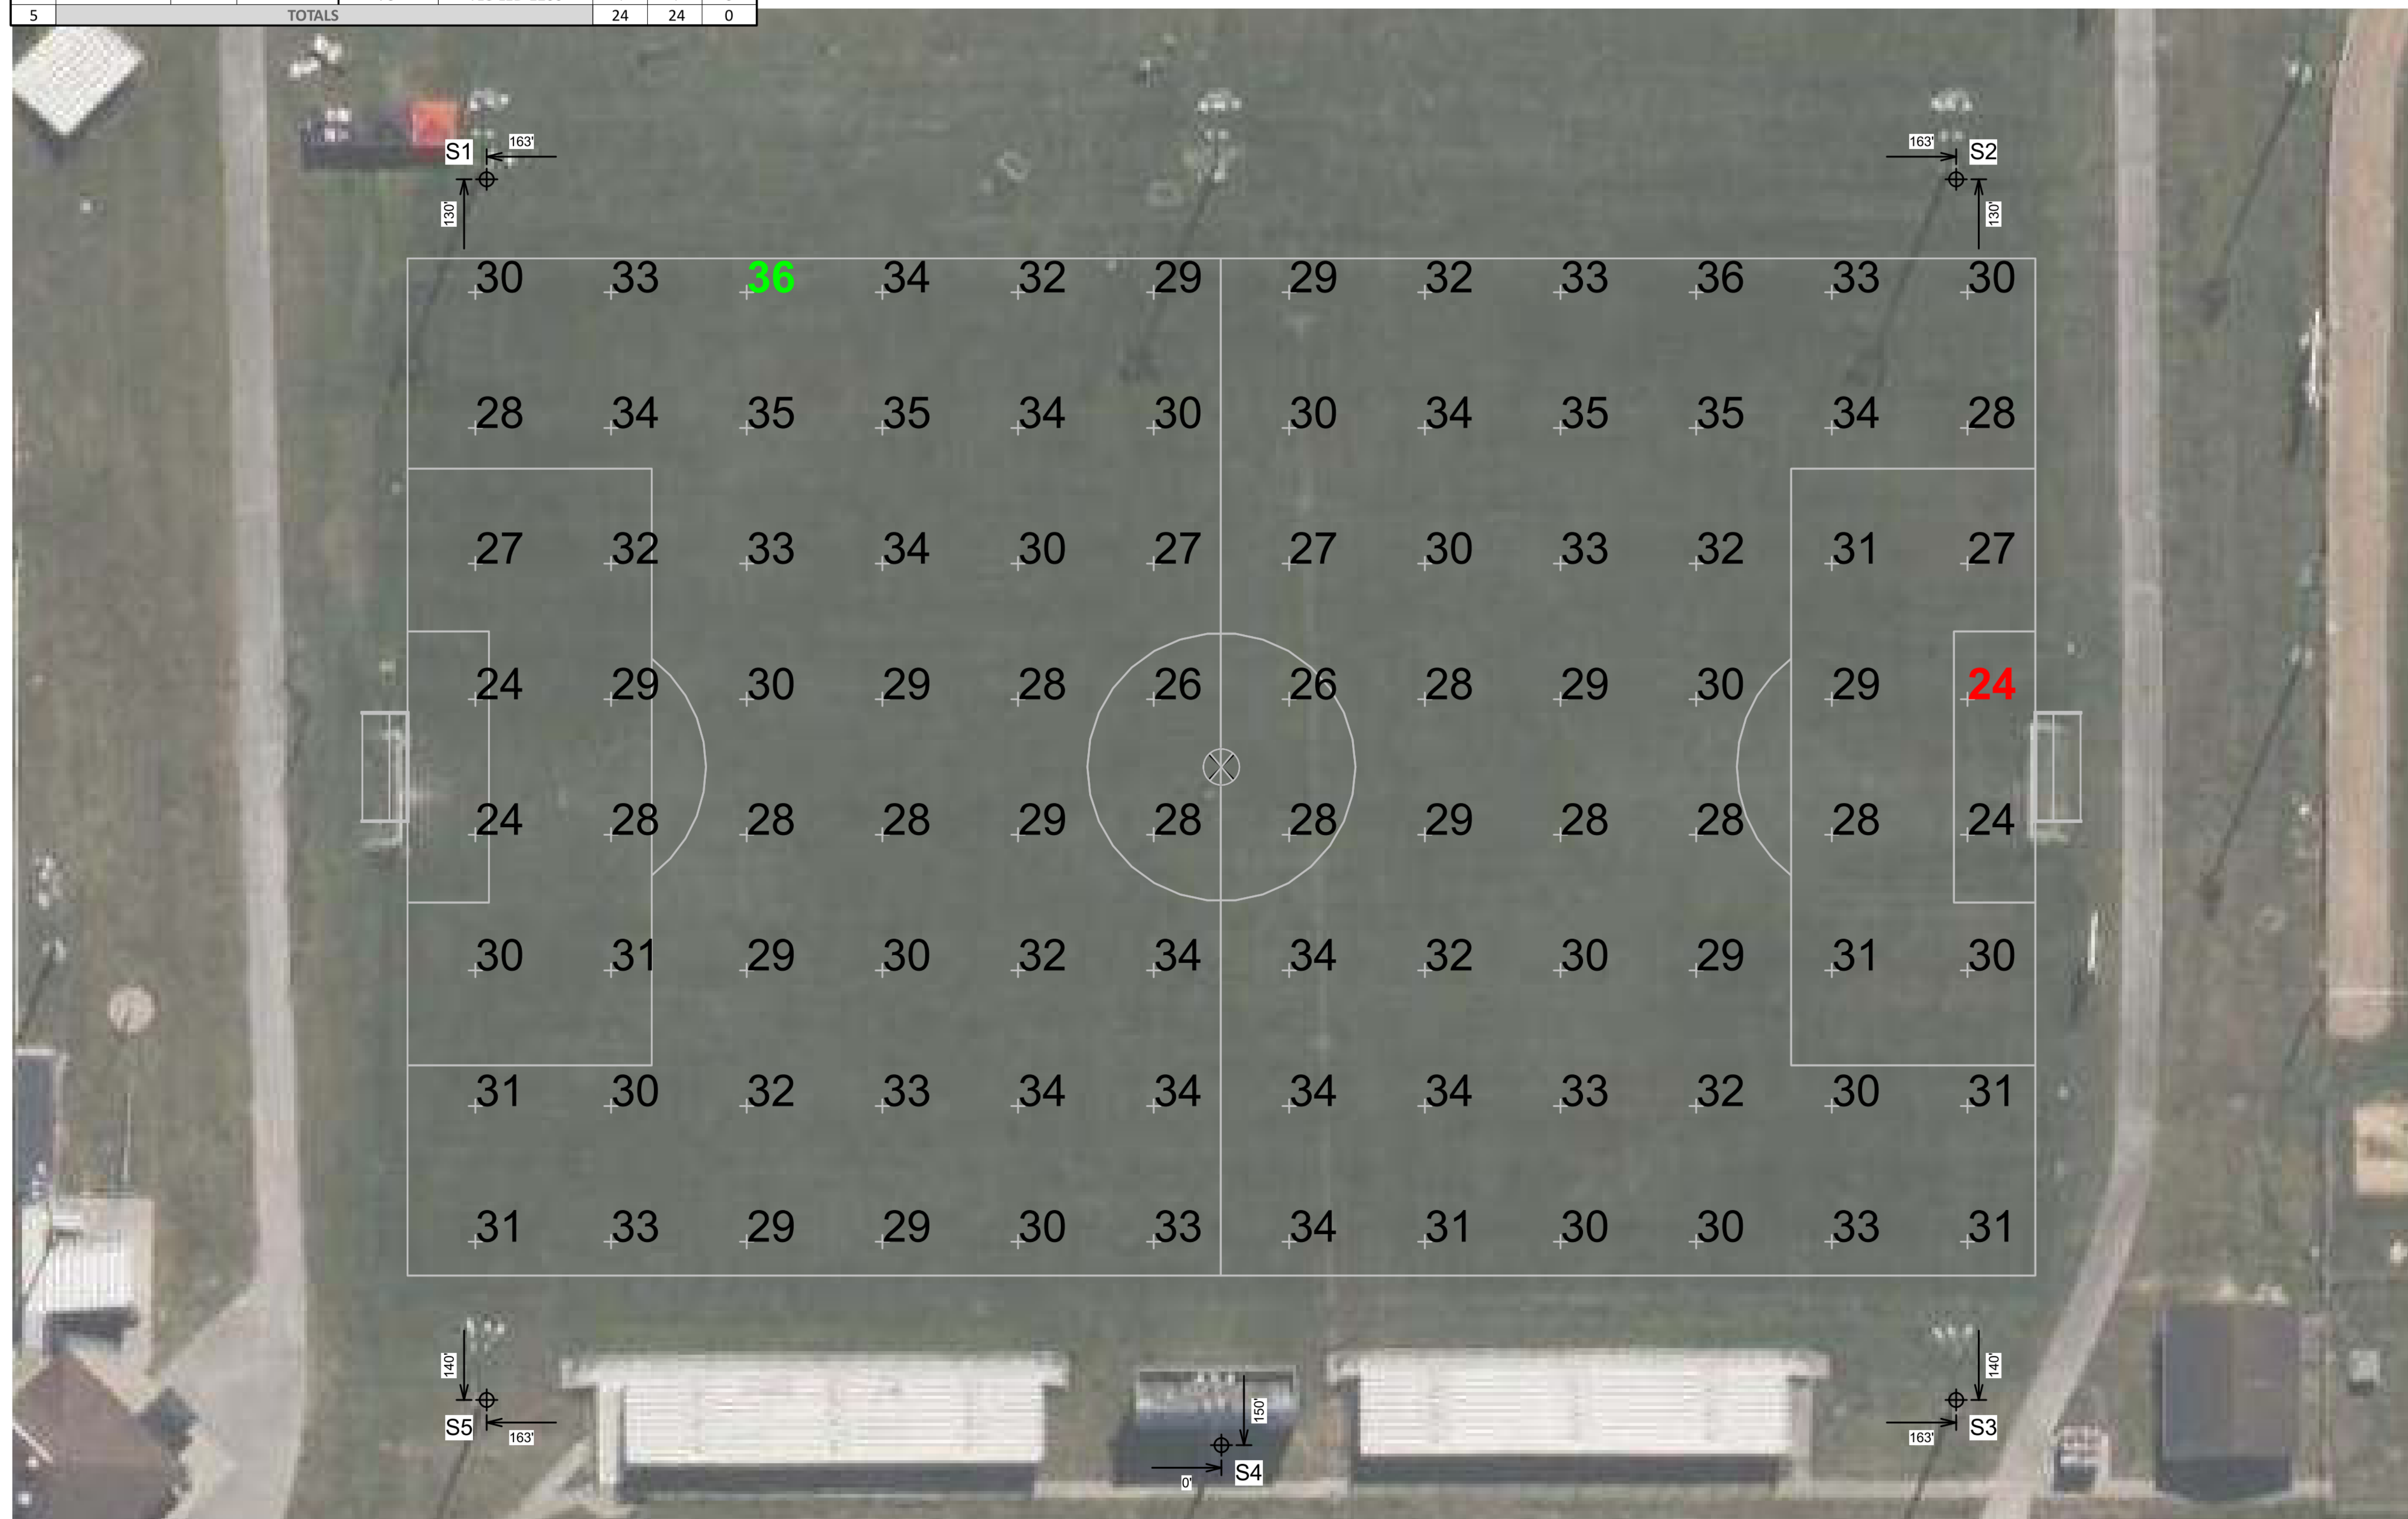 5 TOTALS 24 24 0
S1 163' 163' S2
130' 130'
30 33 36 34 32 29 29 32 33 36 33 30
28 34 35 35 34 30 30 34 35 35 34 28
27 32 33 34 30 27 27 30 33 32 31 27
24 29 30 29 28 26 26 28 29 30 29 24
24 28 28 28 29 28 28 29 28 28 28 24
30 31 29 30 32 34 34 32 30 29 31 30
31 30 32 33 34 34 34 34 33 32 30 31
31 33 29 29 30 33 34 31 30 30 33 31
140' 150' 140'
S5 163' 163' S3
0' S4